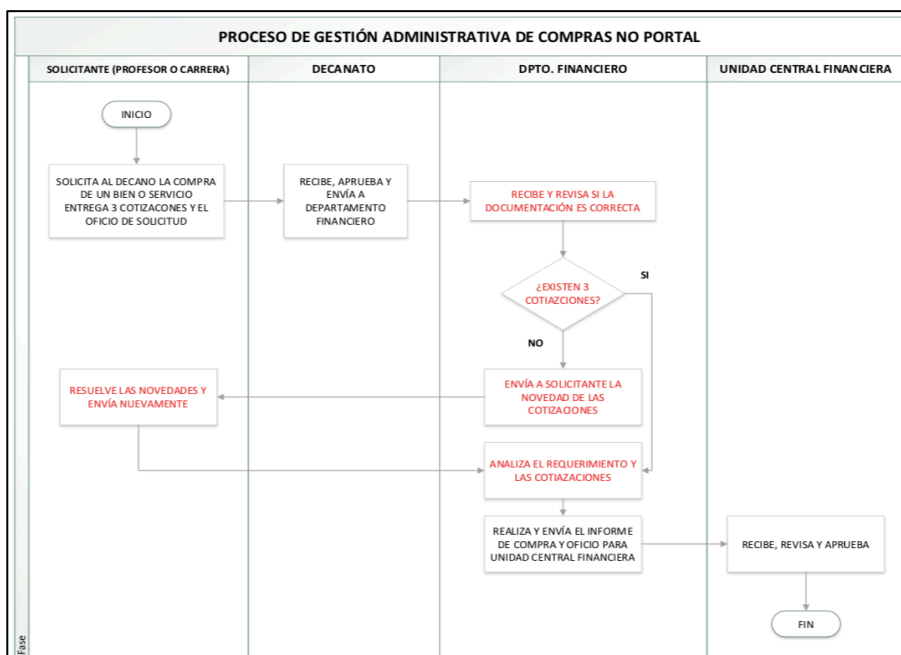 PROCESO DE GESTIÓN ADMINISTRATIVA DE COMPRAS NO PORTAL
SOLICITANTE (PROFESOR O CARRERA)
DECANATO
DPTO. FINANCIERO
UNIDAD CENTRAL FINANCIERA
INICIO
SOLICITA AL DECANO LA COMPRA
DE UN BIEN O SERVICIO
ENTREGA 3 COTIZACONES Y EL
OFICIO DE SOLICITUD
RECIBE, APRUEBA Y
ENVÍA A
DEPARTAMENTO
FINANCIERO
RECIBE Y REVISA SI LA
DOCUMENTACIÓN ES CORRECTA
¿EXISTEN 3
COTIAZCIONES?
SI
NO
ENVÍA A SOLICITANTE LA
NOVEDAD DE LAS
COTIZACIONES
RESUELVE LAS NOVEDADES Y
ENVÍA NUEVAMENTE
ANALIZA EL REQUERIMIENTO Y
LAS COTIAZACIONES
REALIZA Y ENVÍA EL INFORME
DE COMPRA Y OFICIO PARA
UNIDAD CENTRAL FINANCIERA
RECIBE, REVISA Y APRUEBA
FIN
Fase